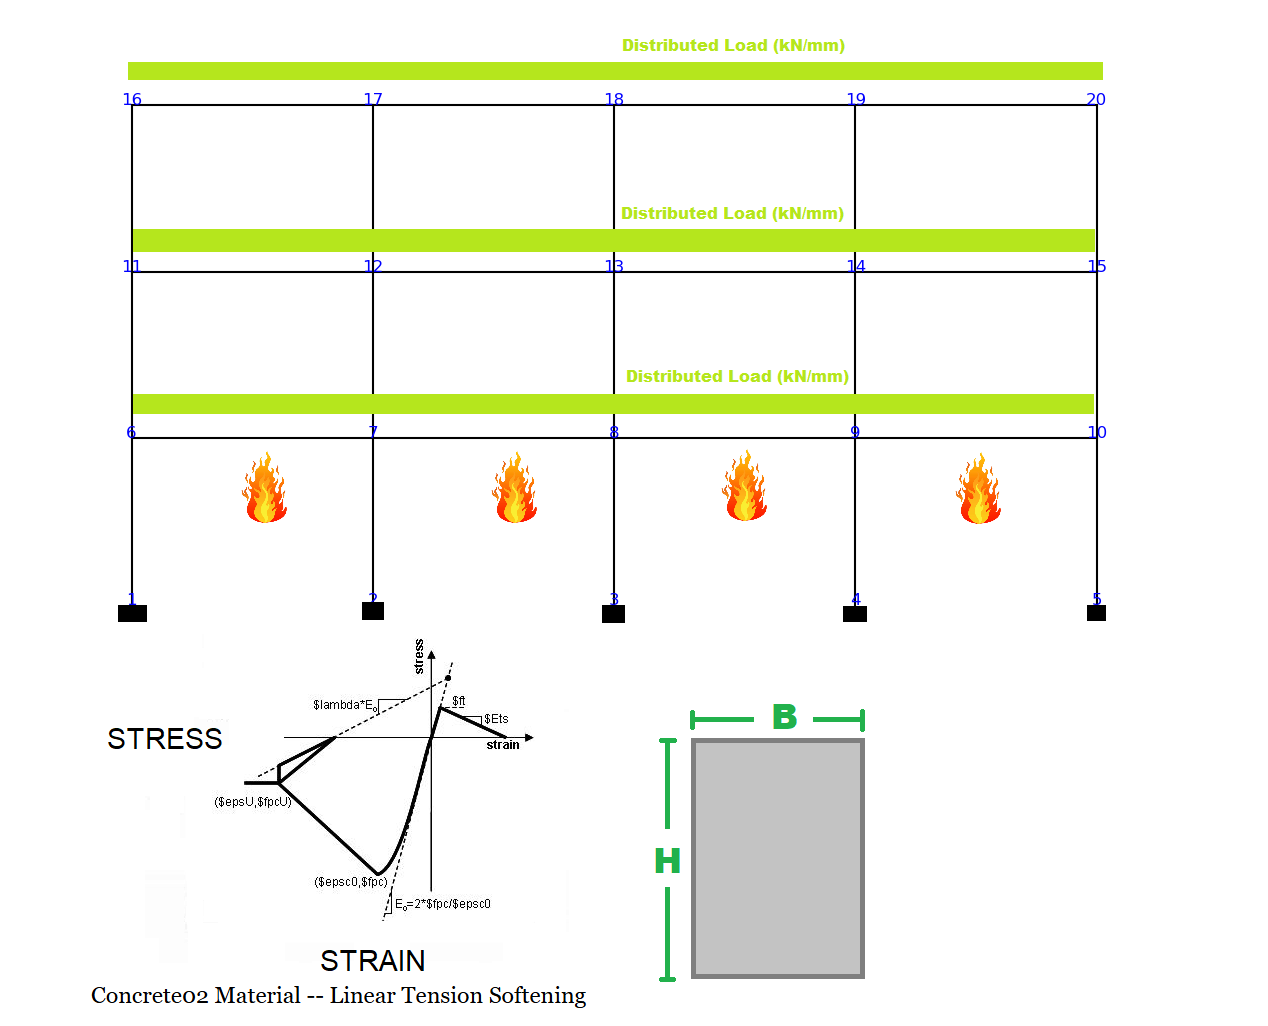 Distributed Load (kN/mm)
16 17 18 19 20
Distributed Load (kN/mm)
11 12 13 14 15
Distributed Load (kN/mm)
6 7 8 9 10
1 2 3 4 5
stress
$lambda*E₀
$ft
$Ets
strain
STRESS
($epsU,$fpcU)
($epsc0,$fpc)
E₀=2*$fpc/$epsc0
STRAIN
Concrete02 Material -- Linear Tension Softening
B
H